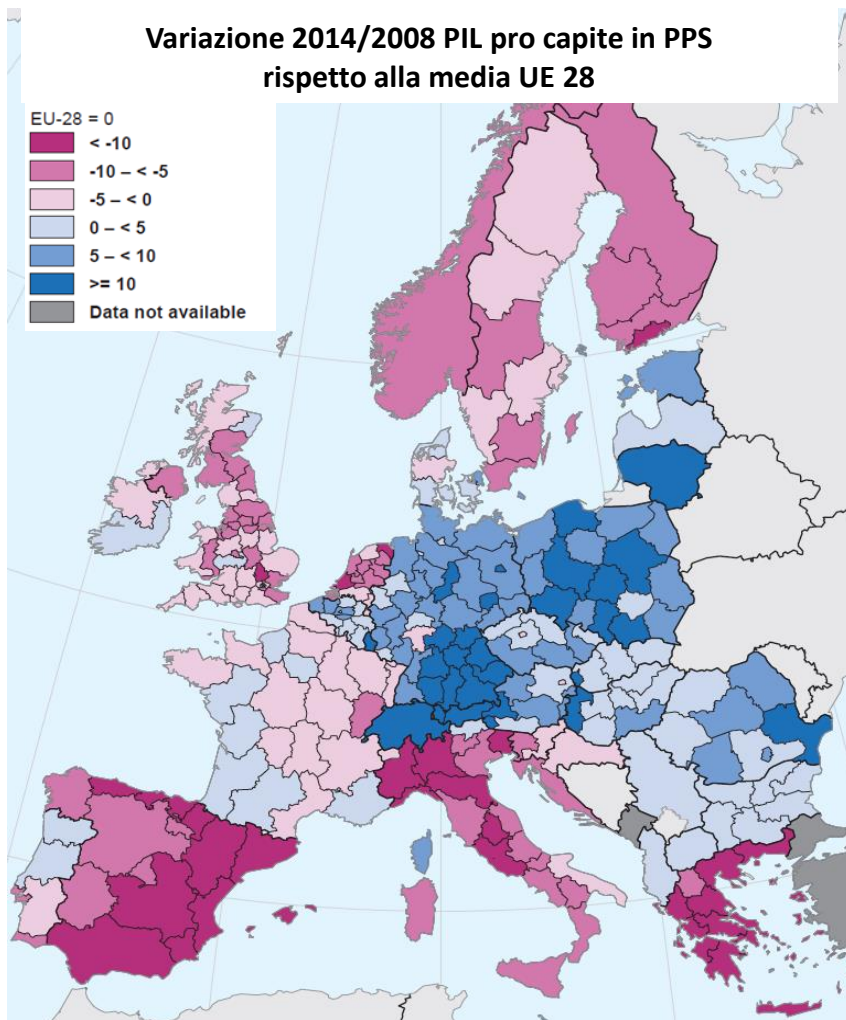 Variazione 2014/2008 PIL pro capite in PPS
rispetto alla media UE 28
EU-28 = 0
< -10
-10 – < -5
-5 – < 0
0 – < 5
5 – < 10
>= 10
Data not available